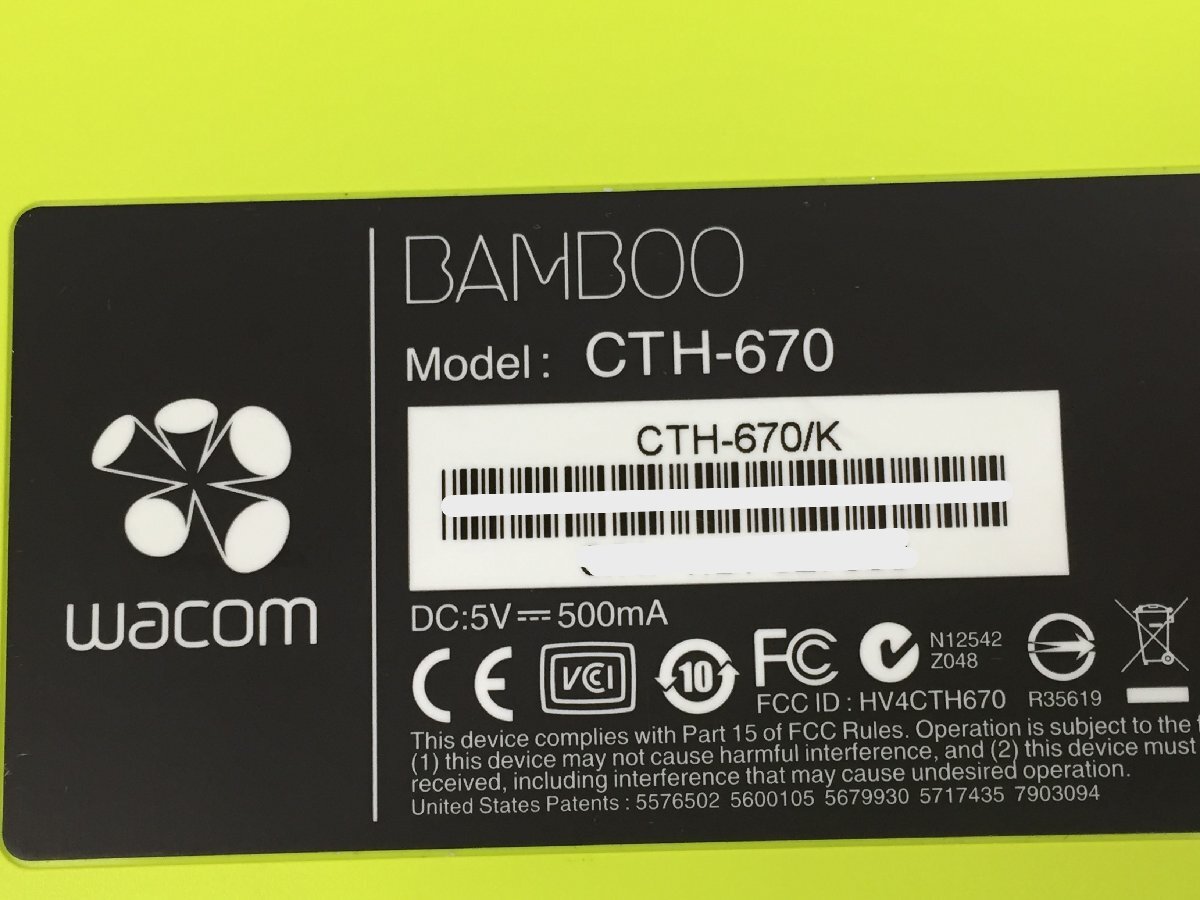 BAMBOO
Model : CTH-670
CTH-670/K
wacom
DC:5V⎓500mA
CE VCCI 10 FC N12542
Z048
FCC ID : HV4CTH670 R35619
This device complies with Part 15 of FCC Rules. Operation is subject to the
(1) this device may not cause harmful interference, and (2) this device must
received, including interference that may cause undesired operation.
United States Patents : 5576502 5600105 5679930 5717435 7903094